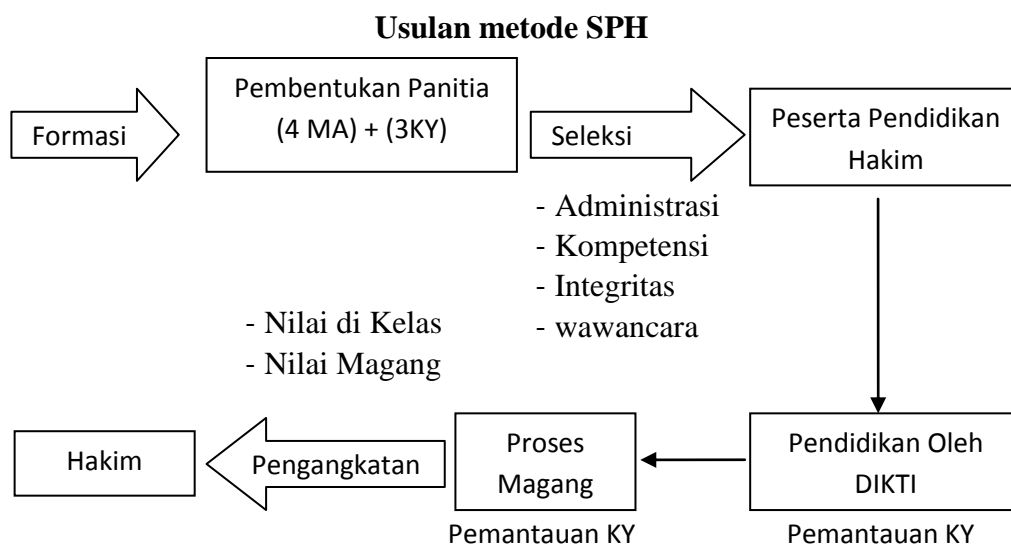 Usulan metode SPH
Formasi
Pembentukan Panitia
(4 MA) + (3KY)
Seleksi
Peserta Pendidikan
Hakim
- Administrasi
- Kompetensi
- Integritas
- wawancara
- Nilai di Kelas
- Nilai Magang
Hakim
Pengangkatan
Proses
Magang
Pemantauan KY
Pendidikan Oleh
DIKTI
Pemantauan KY